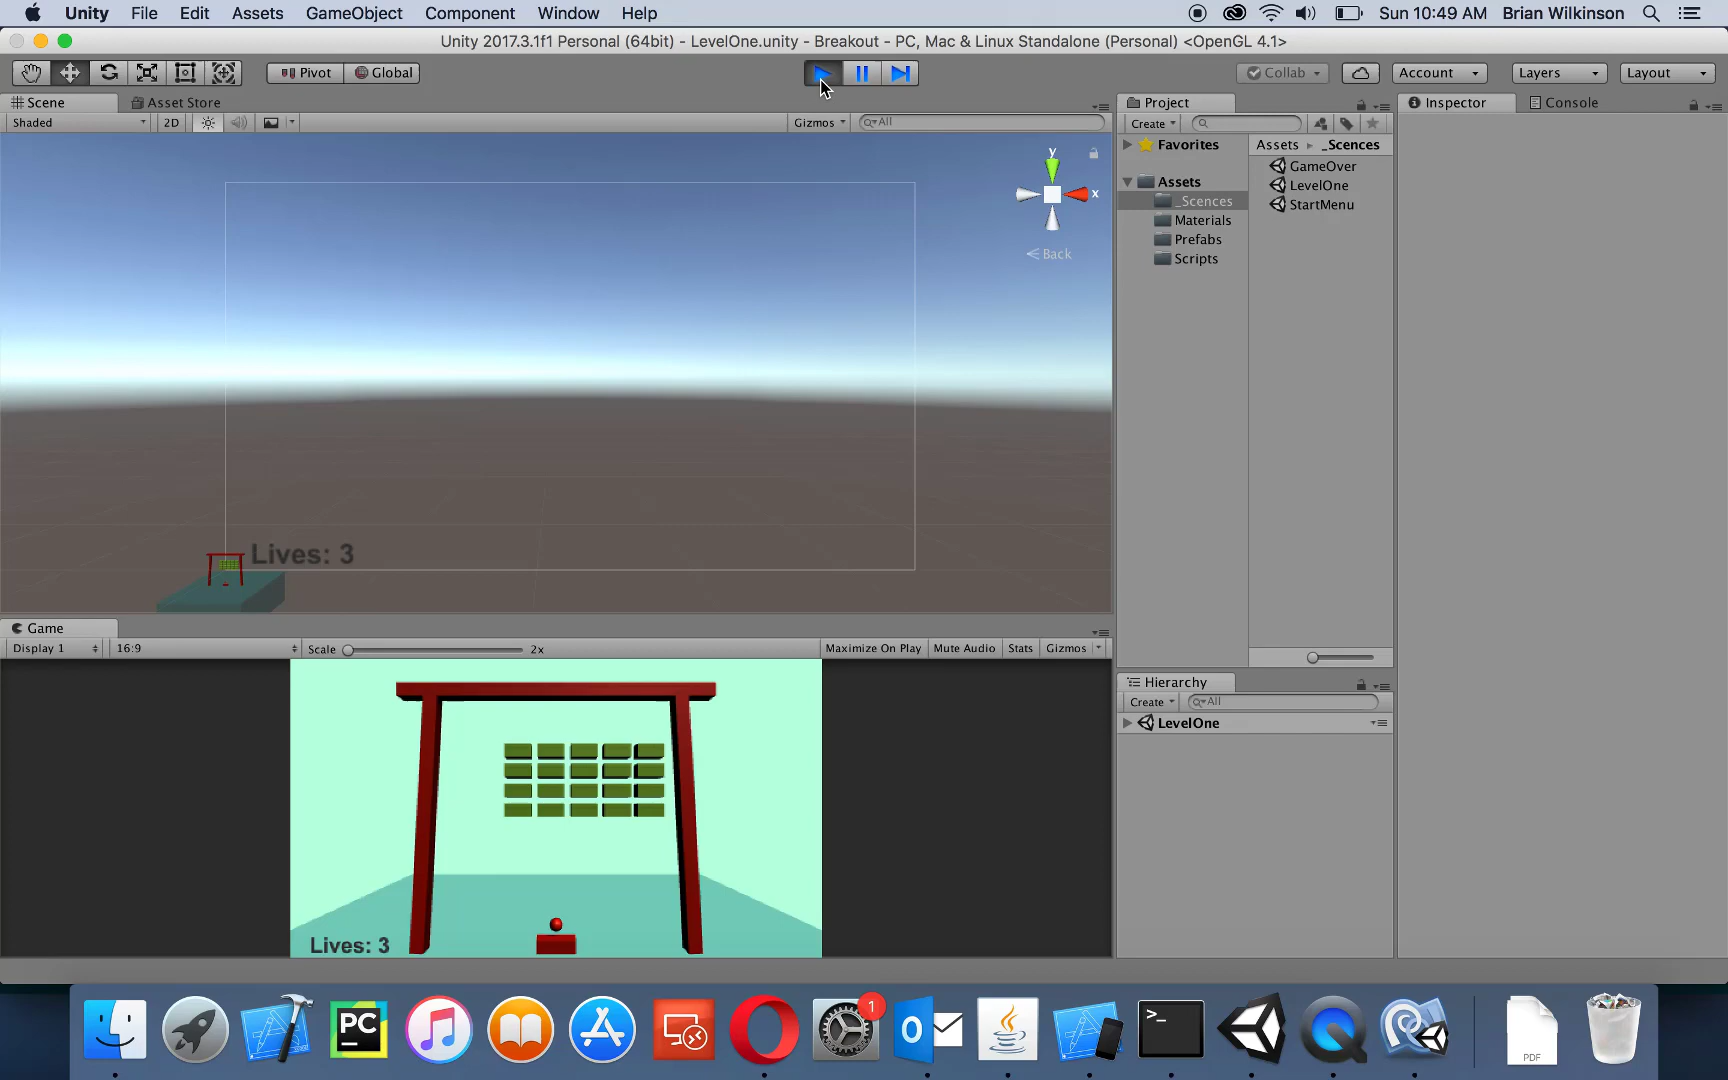 Unity File Edit Assets GameObject Component Window Help Sun 10:49 AM Brian Wilkinson
Unity 2017.3.1f1 Personal (64bit) - LevelOne.unity - Breakout - PC, Mac & Linux Standalone (Personal) <OpenGL 4.1>
Pivot Global Collab Account Layers Layout
Scene Asset Store Project Inspector Console
Shaded 2D Gizmos All Create
Favorites Assets _Scences
Assets
_Scences
Materials
Prefabs
Scripts
GameOver
LevelOne
StartMenu
y
x
Back
Lives: 3
Game
Display 1 16:9 Scale 2x Maximize On Play Mute Audio Stats Gizmos
Hierarchy
Create All
LevelOne
Lives: 3
PC
1
O
>_
PDF